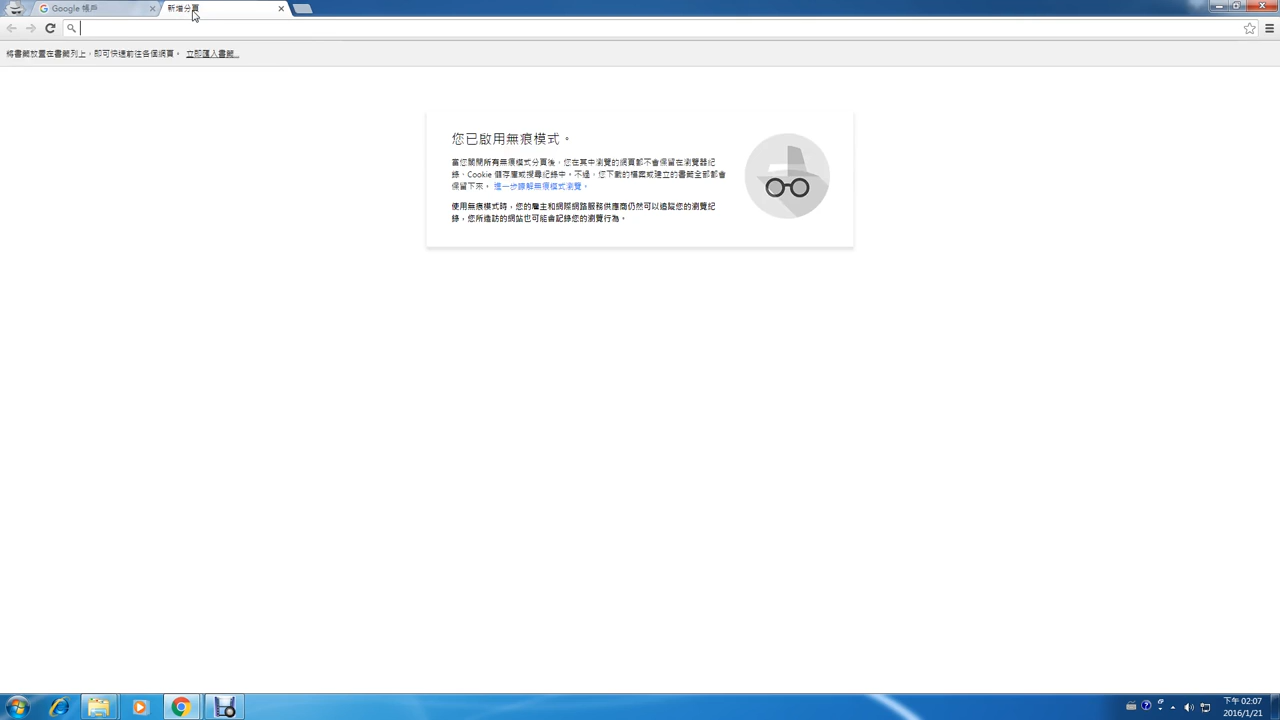 Google 帳戶
新增分頁
將書籤放置在書籤列上，即可快速前往各個網頁。 立即匯入書籤...
您已啟用無痕模式。
當您關閉所有無痕模式分頁後，您在其中瀏覽的網頁都不會保留在瀏覽器紀
錄、Cookie 儲存庫或搜尋紀錄中。不過，您下載的檔案或建立的書籤全部都會
保留下來。 進一步瞭解無痕模式瀏覽。
使用無痕模式時，您的雇主和網際網路服務供應商仍然可以追蹤您的瀏覽紀
錄，您所造訪的網站也可能會記錄您的瀏覽行為。
下午 02:07
2016/1/21